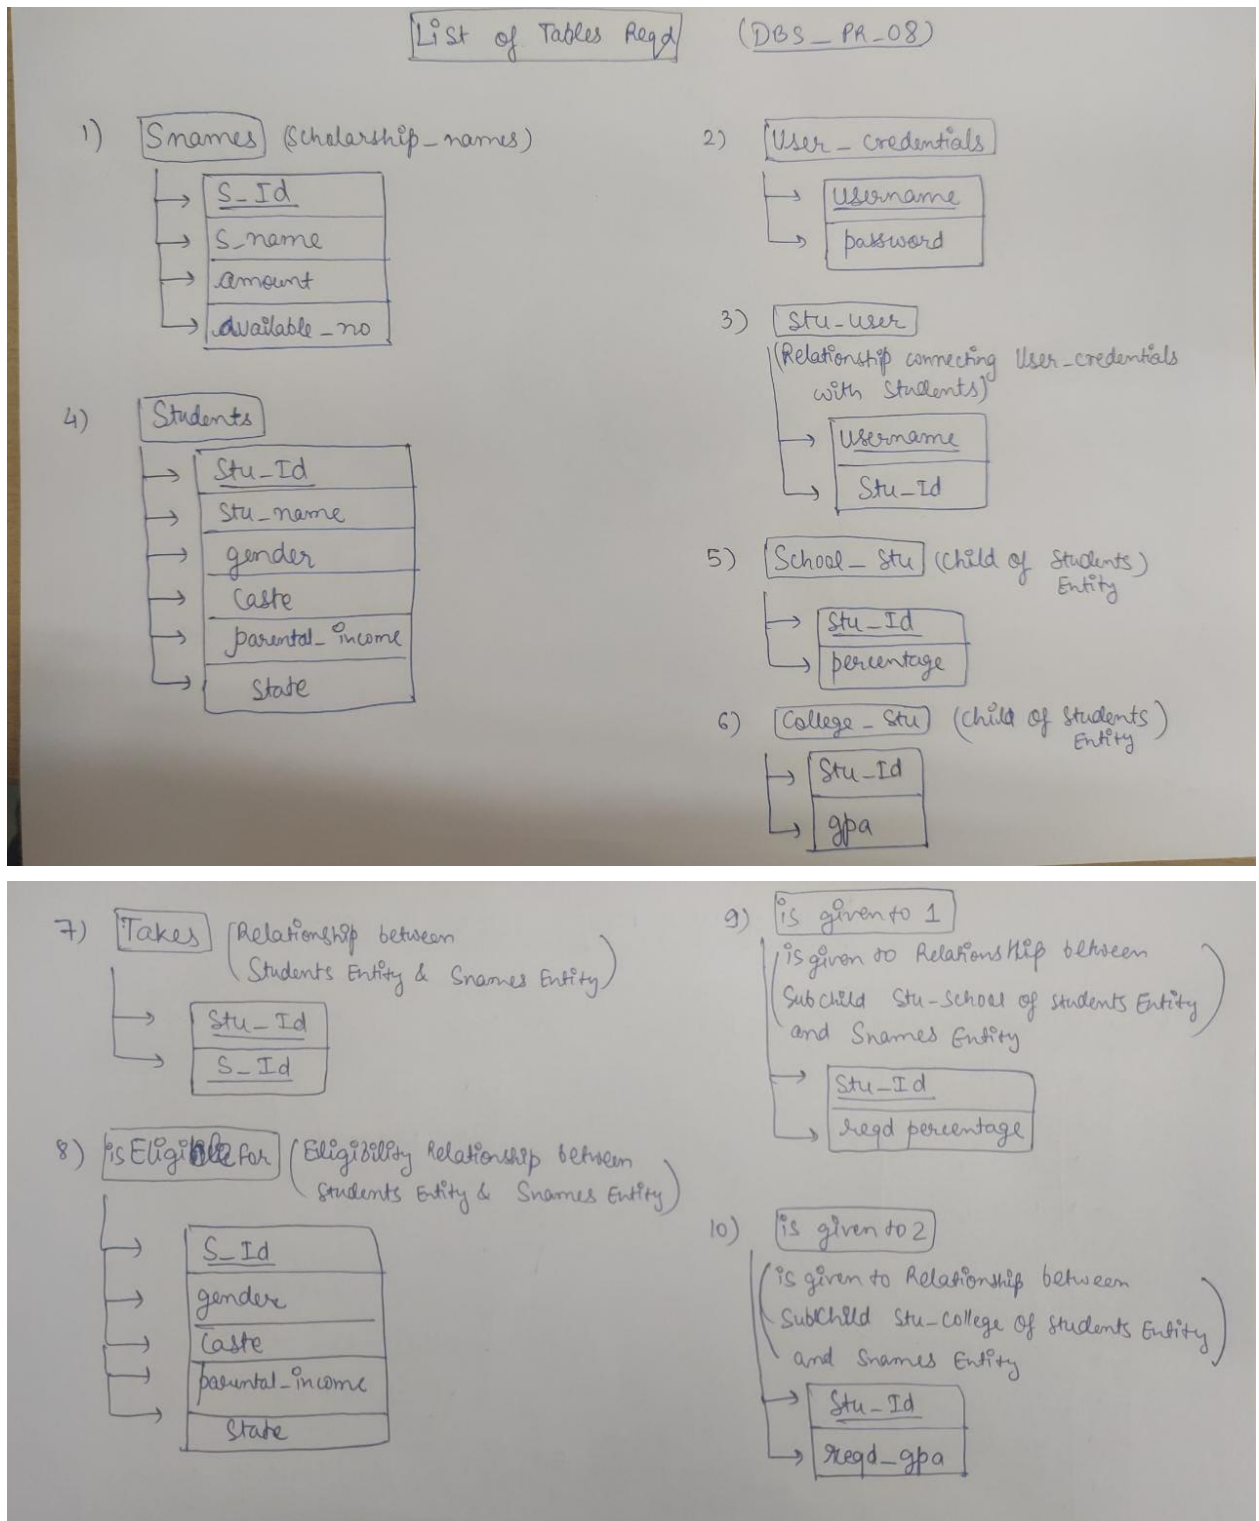 List of Tables Reqd (DBS_PR_08)
1) Snames (Scholarship_names)
S_Id
S_name
amount
available_no
2) User_credentials
username
password
3) Stu_user
(Relationship connecting User_credentials
with Students)
username
Stu_Id
4) Students
Stu_Id
Stu_name
gender
Caste
parental_income
State
5) School_Stu (Child of Students)
Entity
Stu_Id
percentage
6) College_Stu (Child of Students)
Entity
Stu_Id
gpa
7) Takes (Relationship between
Students Entity & Snames Entity)
Stu_Id
S_Id
8) isEligible for (Eligibility Relationship between
Students Entity & Snames Entity)
S_Id
gender
Caste
parental_income
State
9) is given to 1
(is given to Relationship between
Subchild Stu-School of students Entity
and Snames Entity)
Stu_Id
reqd percentage
10) is given to 2
(is given to Relationship between
SubChild Stu-College of Students Entity
and Snames Entity)
Stu_Id
reqd_gpa